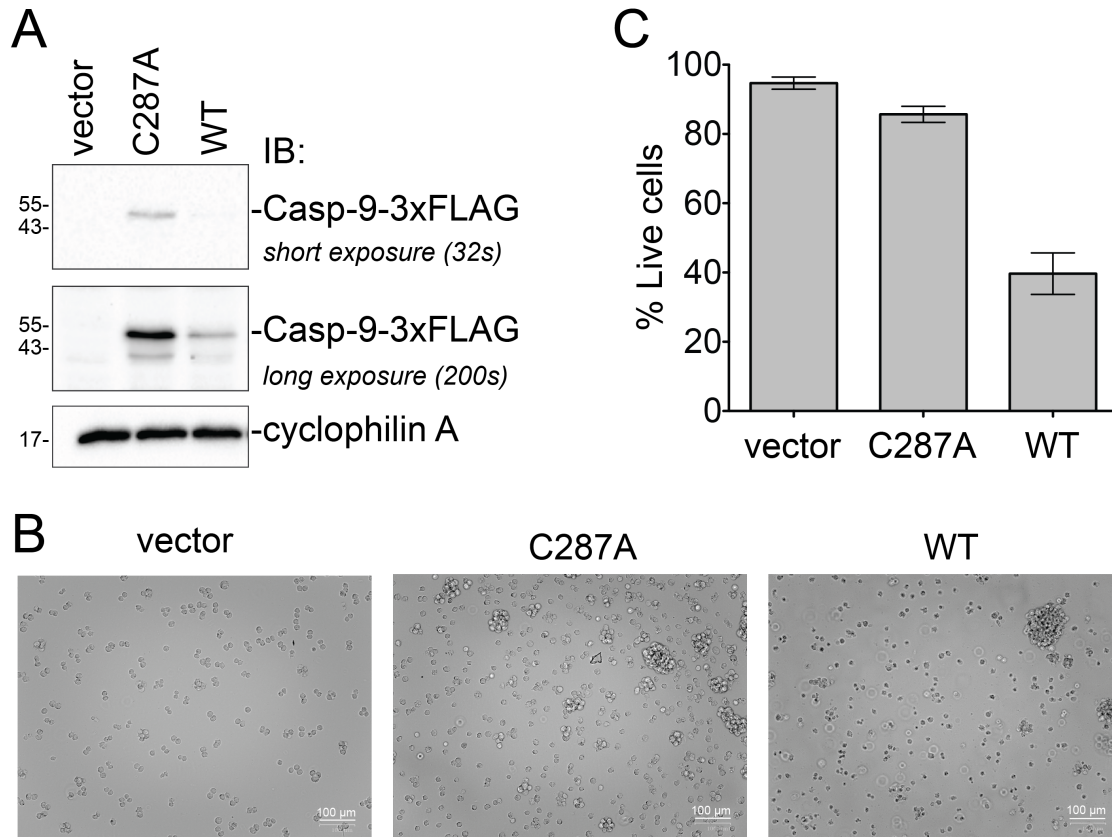 A
vector
C287A
WT
IB:
55-
43-
-Casp-9-3xFLAG
short exposure (32s)
55-
43-
-Casp-9-3xFLAG
long exposure (200s)
17-
-cyclophilin A
C
% Live cells
100
80
60
40
20
0
vector C287A WT
B
vector C287A WT
100 µm
100 µm
100 µm